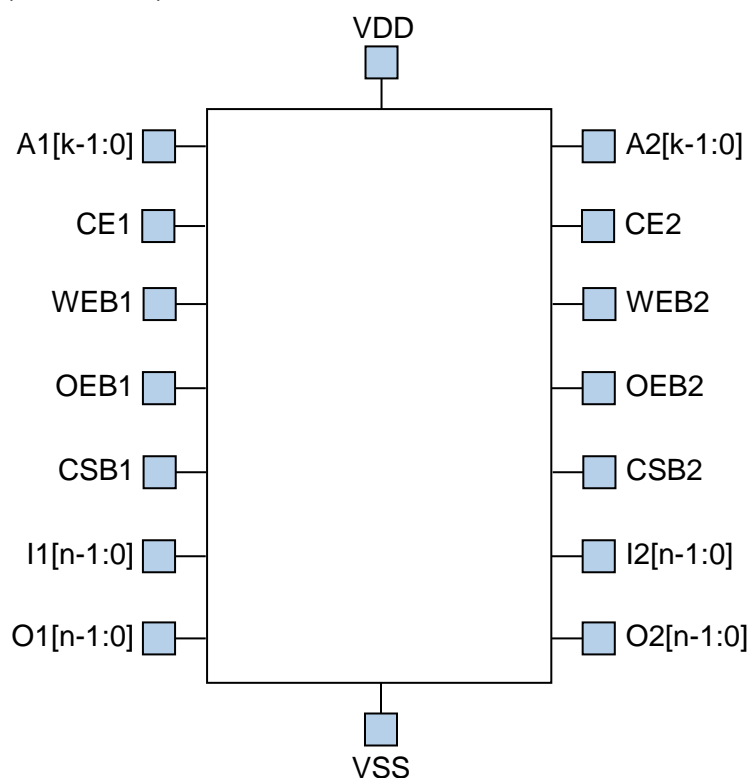 VDD
A1[k-1:0]
A2[k-1:0]
CE1
CE2
WEB1
WEB2
OEB1
OEB2
CSB1
CSB2
I1[n-1:0]
I2[n-1:0]
O1[n-1:0]
O2[n-1:0]
VSS